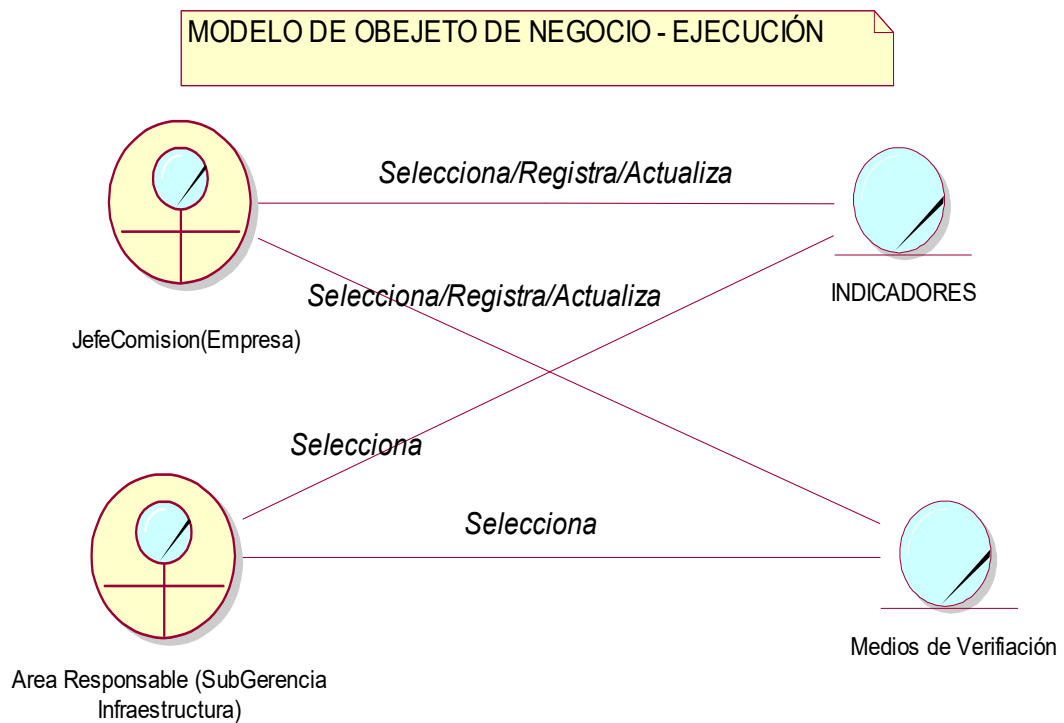 MODELO DE OBEJETO DE NEGOCIO - EJECUCIÓN
Selecciona/Registra/Actualiza
INDICADORES
Selecciona/Registra/Actualiza
JefeComision(Empresa)
Selecciona
Selecciona
Medios de Verifiación
Area Responsable (SubGerencia
Infraestructura)